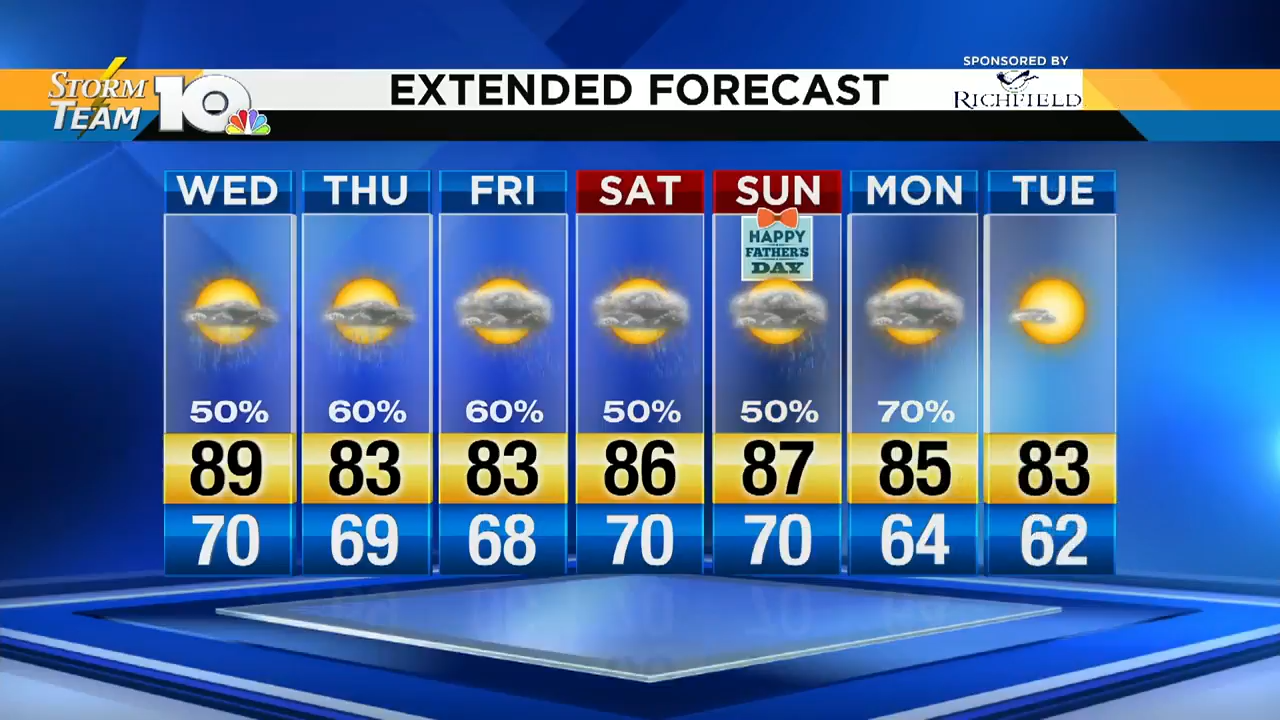 SPONSORED BY
STORM
TEAM
10
EXTENDED FORECAST
RICHFIELD
WED THU FRI SAT SUN MON TUE
HAPPY
FATHER'S
DAY
50% 60% 60% 50% 50% 70%
89 83 83 86 87 85 83
70 69 68 70 70 64 62